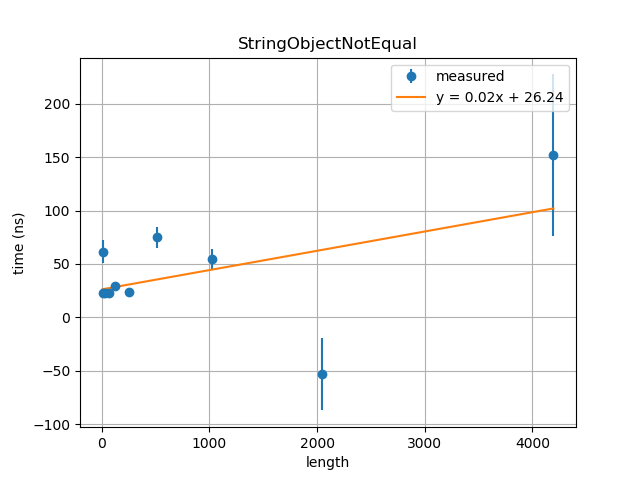 StringObjectNotEqual
measured
y = 0.02x + 26.24
200
150
100
50
0
−50
−100
time (ns)
0 1000 2000 3000 4000
length